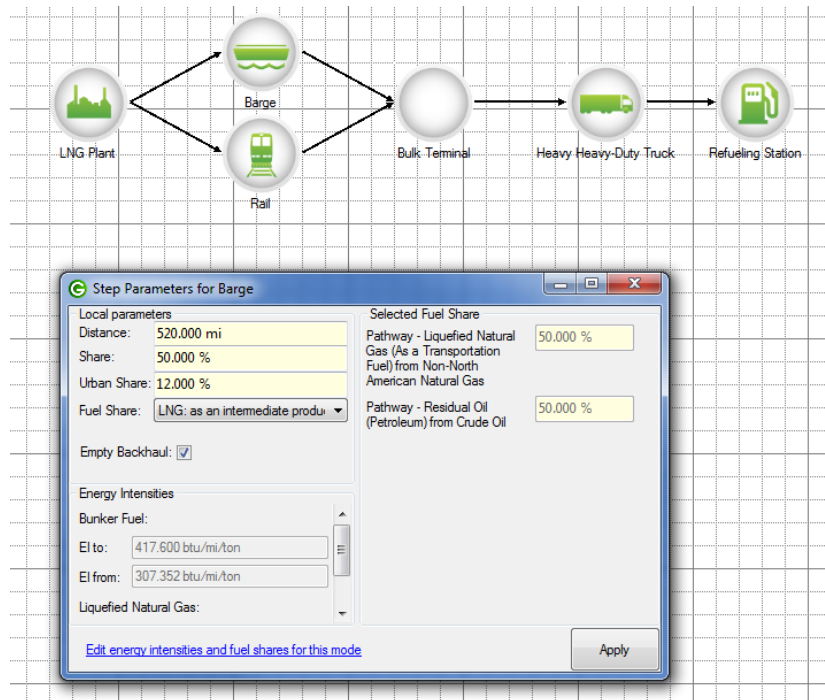 Barge
LNG Plant
Bulk Terminal
Heavy Heavy-Duty Truck
Refueling Station
Rail
Step Parameters for Barge
Local parameters
Distance: 520.000 mi
Share: 50.000 %
Urban Share: 12.000 %
Fuel Share: LNG: as an intermediate produ
Empty Backhaul:
Energy Intensities
Bunker Fuel:
EI to: 417.600 btu/mi/ton
EI from: 307.352 btu/mi/ton
Liquefied Natural Gas:
Selected Fuel Share
Pathway - Liquefied Natural 50.000 %
Gas (As a Transportation
Fuel) from Non-North
American Natural Gas
Pathway - Residual Oil 50.000 %
(Petroleum) from Crude Oil
Edit energy intensities and fuel shares for this mode
Apply